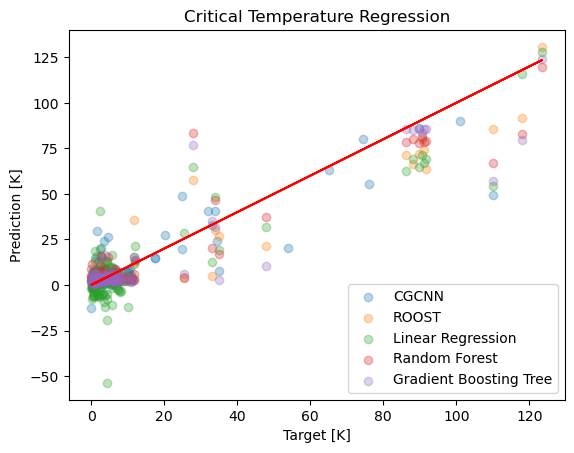 Critical Temperature Regression
Prediction [K]
125
100
75
50
25
0
−25
−50
0
20
40
60
80
100
120
Target [K]
CGCNN
ROOST
Linear Regression
Random Forest
Gradient Boosting Tree